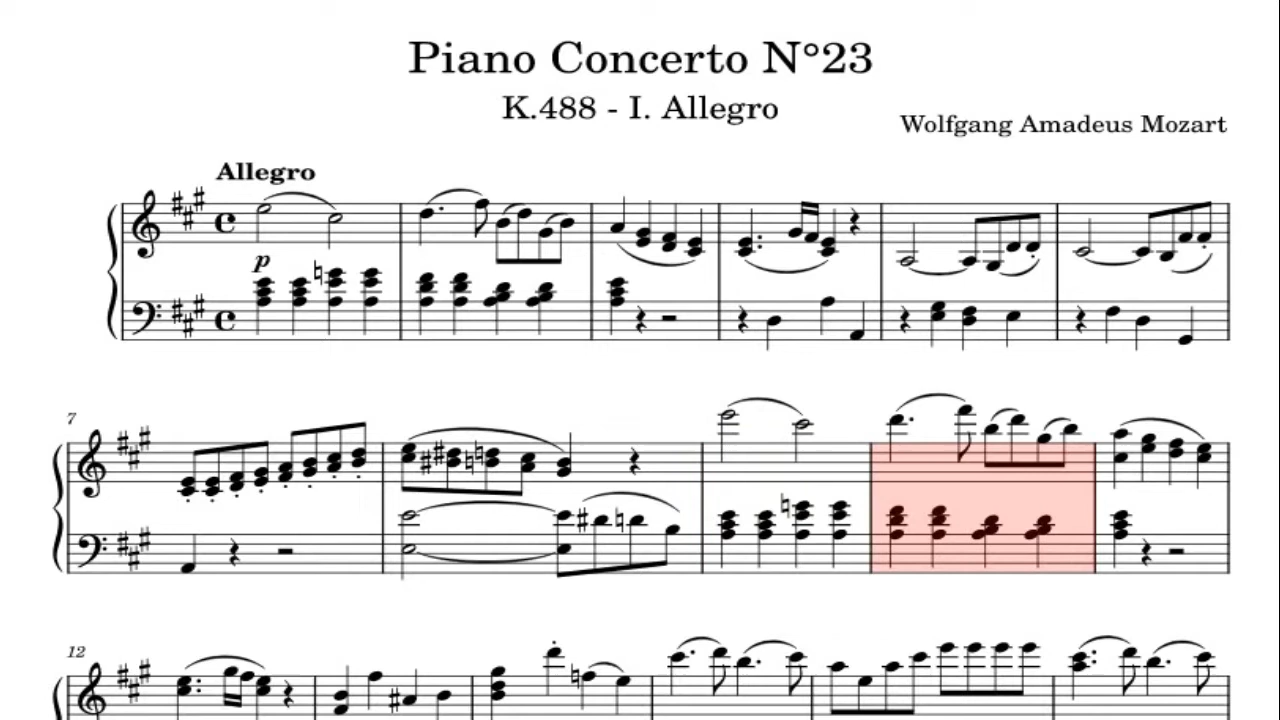 Piano Concerto N°23
K.488 - I. Allegro
Wolfgang Amadeus Mozart
Allegro
p
7
12